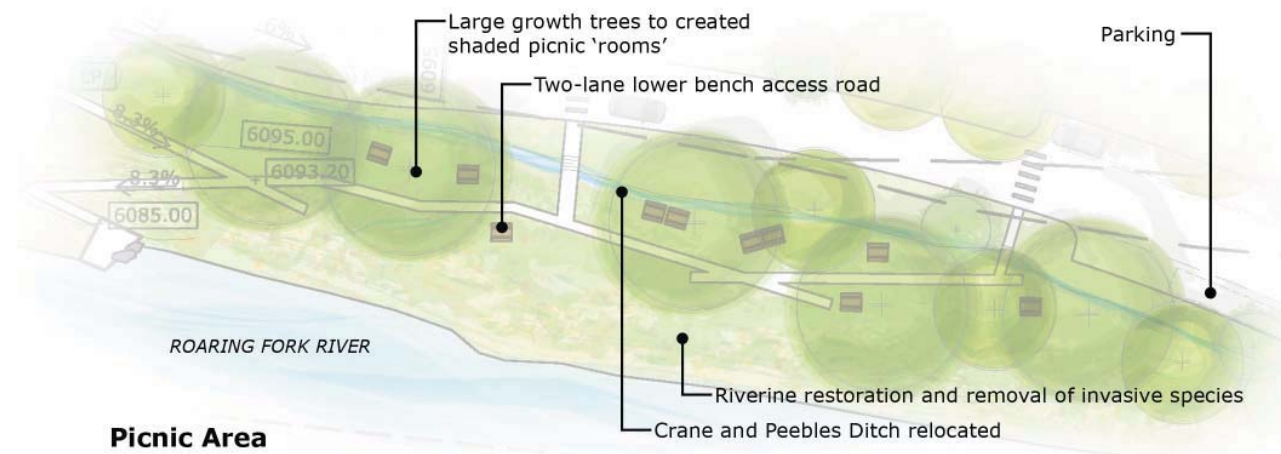 Large growth trees to created
shaded picnic ‘rooms’
Parking
Two-lane lower bench access road
6%
6095
8.3%
6095.00
6093.20
8.3%
6085.00
ROARING FORK RIVER
Riverine restoration and removal of invasive species
Crane and Peebles Ditch relocated
Picnic Area